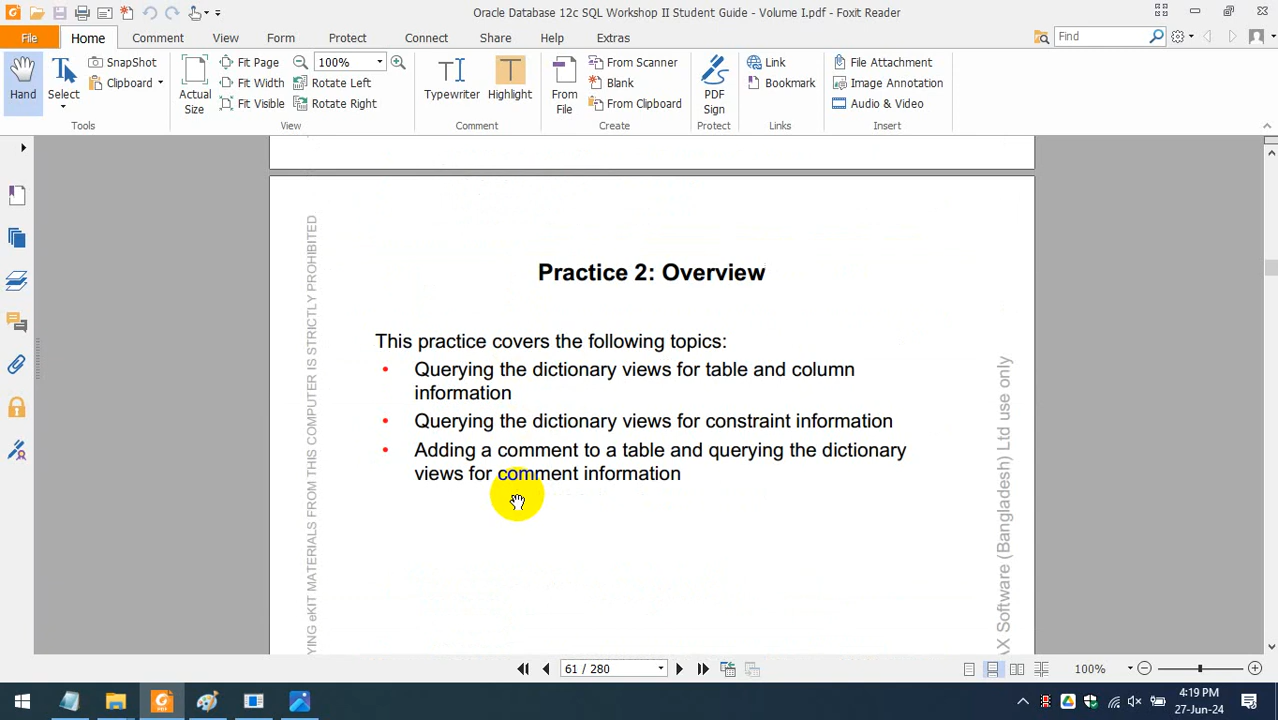 Oracle Database 12c SQL Workshop II Student Guide - Volume I.pdf - Foxit Reader
File Home Comment View Form Protect Connect Share Help Extras Find
Hand
Select
SnapShot
Clipboard
Tools
Actual
Size
Fit Page
Fit Width
Fit Visible
100%
Rotate Left
Rotate Right
View
Typewriter
Highlight
Comment
From
File
From Scanner
Blank
From Clipboard
Create
PDF
Sign
Protect
Link
Bookmark
Links
File Attachment
Image Annotation
Audio & Video
Insert
YING eKIT MATERIALS FROM THIS COMPUTER IS STRICTLY PROHIBITED
Practice 2: Overview
This practice covers the following topics:
• Querying the dictionary views for table and column
information
• Querying the dictionary views for constraint information
• Adding a comment to a table and querying the dictionary
views for comment information
AX Software (Bangladesh) Ltd use only
61 / 280
100%
4:19 PM
27-Jun-24